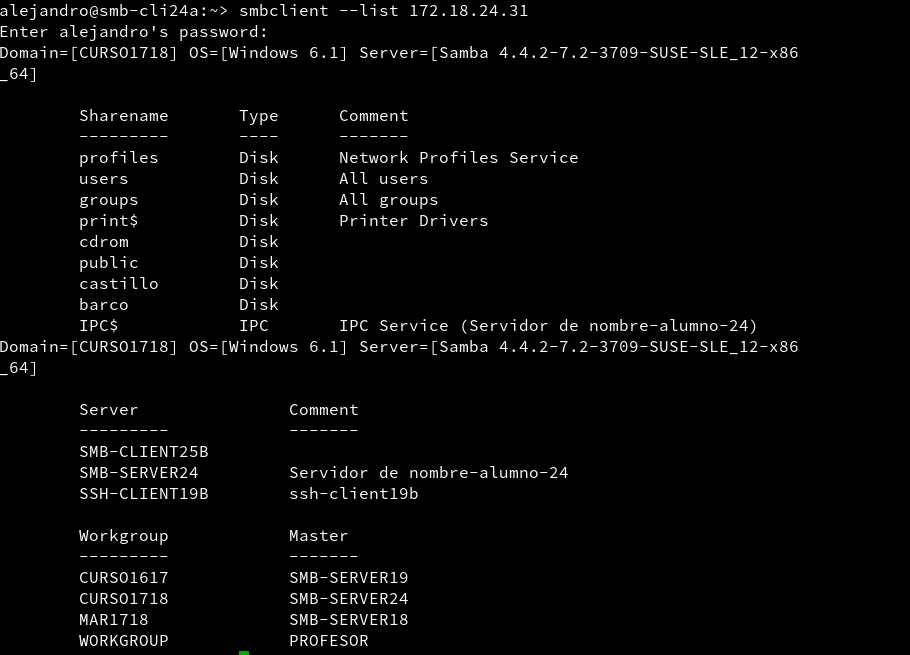 alejandro@smb-cli24a:~> smbclient --list 172.18.24.31
Enter alejandro's password:
Domain=[CURSO1718] OS=[Windows 6.1] Server=[Samba 4.4.2-7.2-3709-SUSE-SLE_12-x86
_64]
Sharename Type Comment
--------- ---- -------
profiles Disk Network Profiles Service
users Disk All users
groups Disk All groups
print$ Disk Printer Drivers
cdrom Disk
public Disk
castillo Disk
barco Disk
IPC$ IPC IPC Service (Servidor de nombre-alumno-24)
Domain=[CURSO1718] OS=[Windows 6.1] Server=[Samba 4.4.2-7.2-3709-SUSE-SLE_12-x86
_64]
Server Comment
--------- -------
SMB-CLIENT25B
SMB-SERVER24 Servidor de nombre-alumno-24
SSH-CLIENT19B ssh-client19b
Workgroup Master
--------- -------
CURSO1617 SMB-SERVER19
CURSO1718 SMB-SERVER24
MAR1718 SMB-SERVER18
WORKGROUP PROFESOR